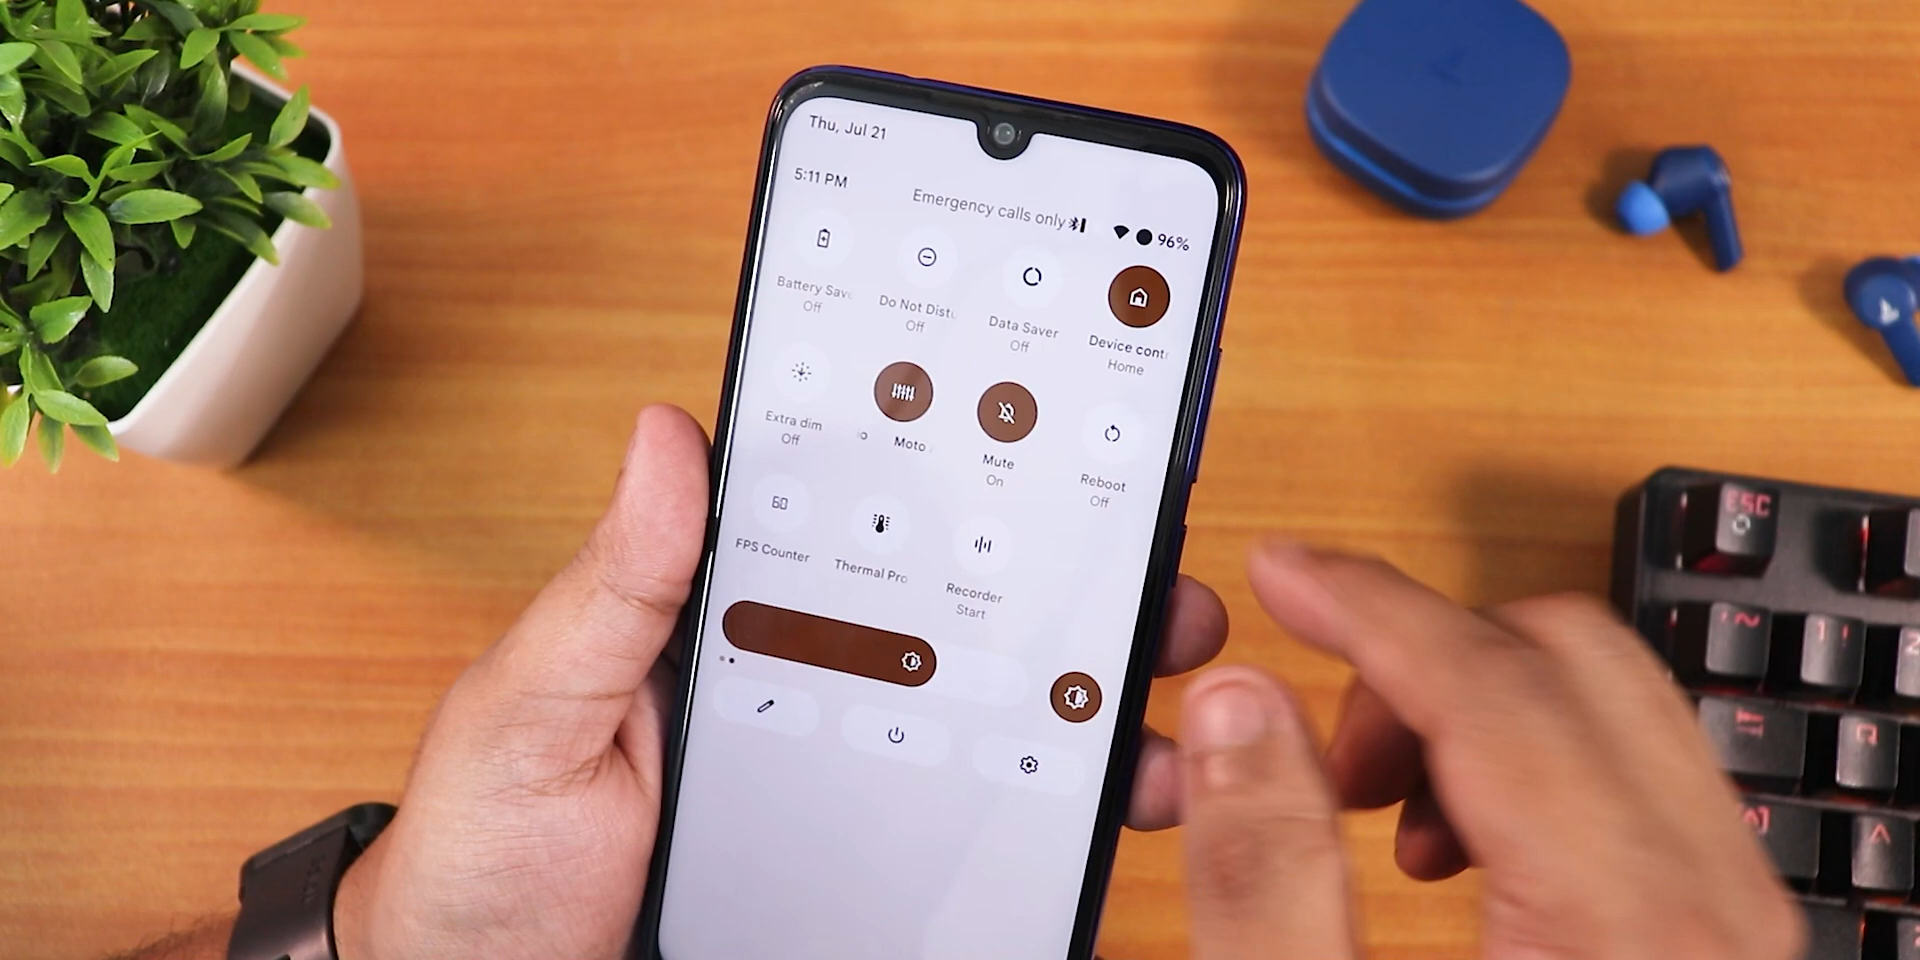 Thu, Jul 21
5:11 PM
Emergency calls only
96%
Battery Sav
Off
Do Not Dist
Off
Data Saver
Off
Device cont
Home
Extra dim
Off
Moto
Mute
On
Reboot
Off
60
FPS Counter
Thermal Pro
Recorder
Start
ESC